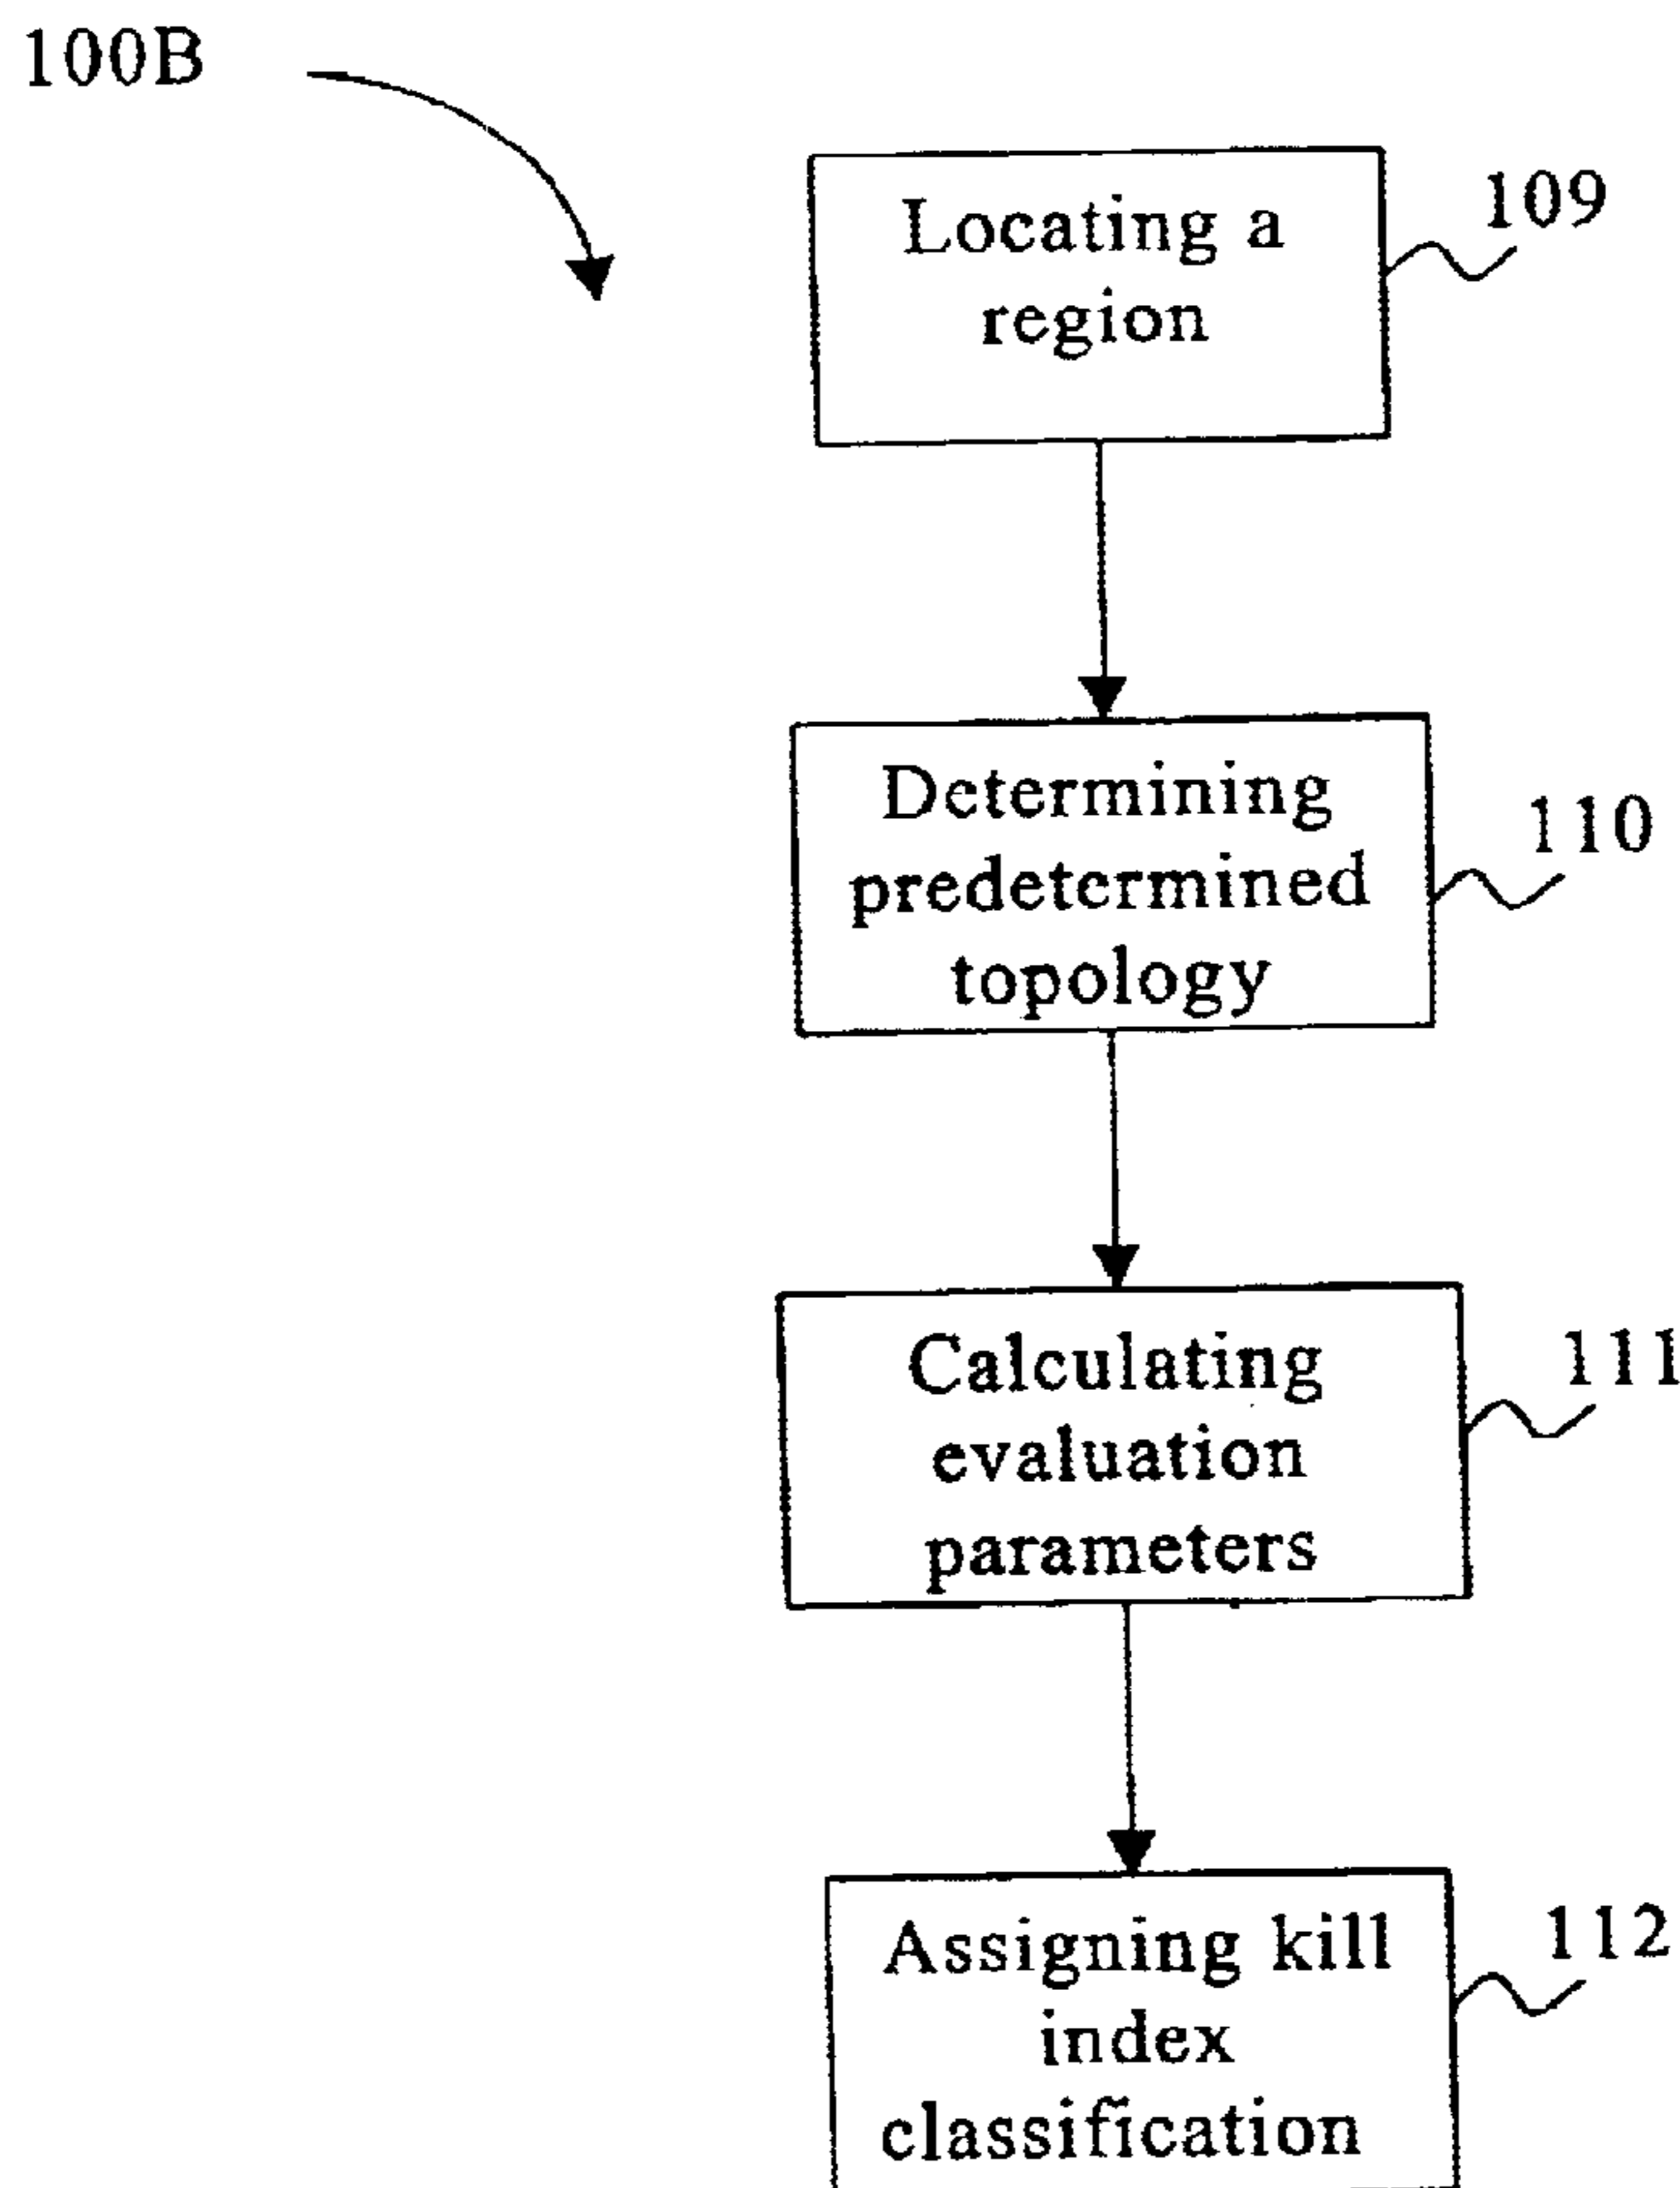 100B
Locating a
region
109
Determining
predetermined
topology
110
Calculating
evaluation
parameters
111
Assigning kill
index
classification
112